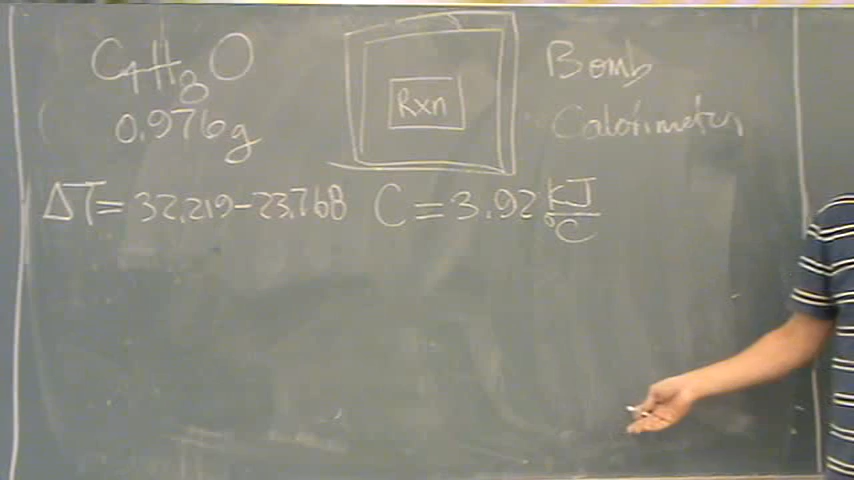 C4H8O
0.976g
Rxn
Bomb
Calorimeter
ΔT= 32.219-23.768 C=3.92 kJ/°C